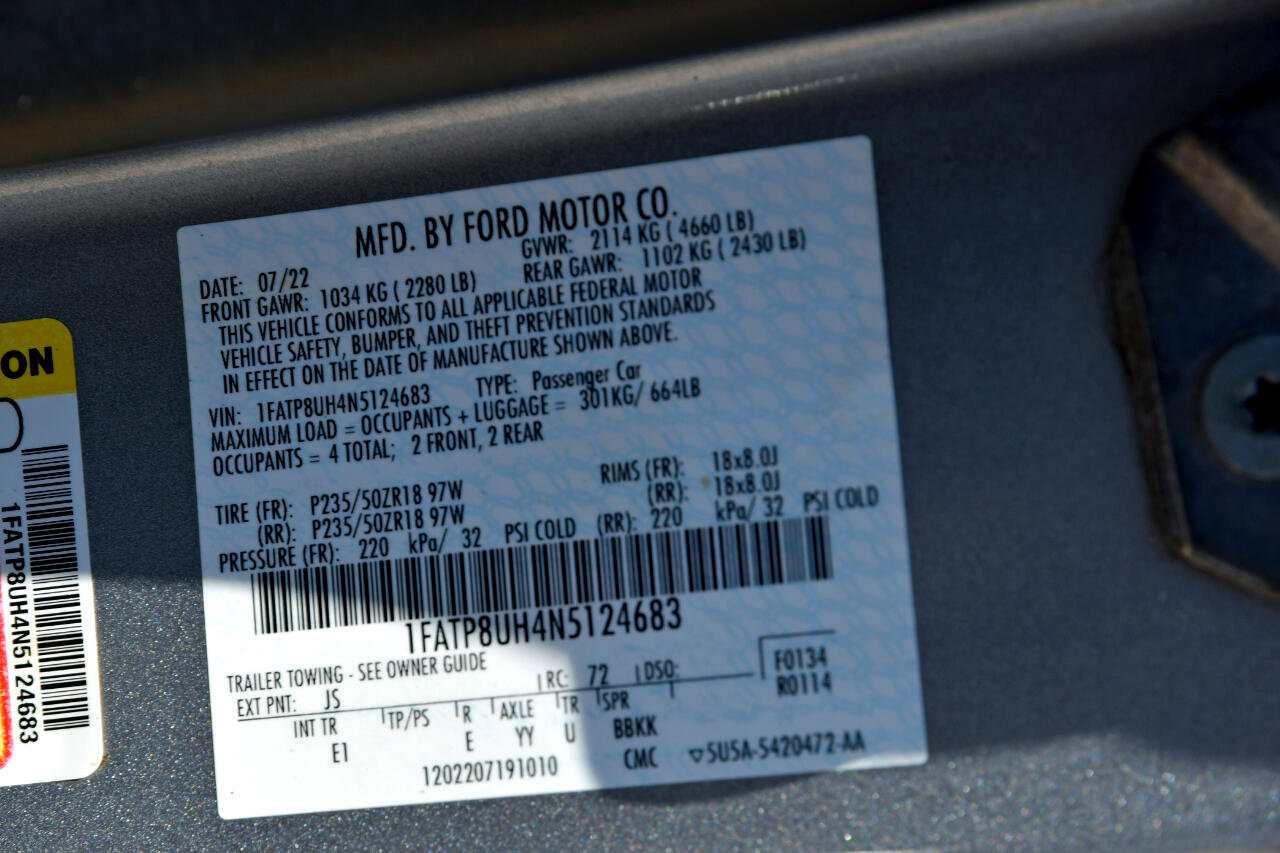 MFD. BY FORD MOTOR CO.
DATE: 07/22 GVWR: 2114 KG ( 4660 LB)
FRONT GAWR: 1034 KG ( 2280 LB) REAR GAWR: 1102 KG ( 2430 LB)
THIS VEHICLE CONFORMS TO ALL APPLICABLE FEDERAL MOTOR
VEHICLE SAFETY, BUMPER, AND THEFT PREVENTION STANDARDS
IN EFFECT ON THE DATE OF MANUFACTURE SHOWN ABOVE.
VIN: 1FATP8UH4N5124683 TYPE: Passenger Car
MAXIMUM LOAD = OCCUPANTS + LUGGAGE = 301KG/ 664LB
OCCUPANTS = 4 TOTAL; 2 FRONT, 2 REAR
TIRE (FR): P235/50ZR18 97W RIMS (FR): 18x8.0J
(RR): P235/50ZR18 97W (RR): 18x8.0J
PRESSURE (FR): 220 kPa/ 32 PSI COLD (RR): 220 kPa/ 32 PSI COLD
1FATP8UH4N5124683
TRAILER TOWING - SEE OWNER GUIDE
EXT PNT: JS RC: 72 DSO: F0134
R0114
INT TR TP/PS R AXLE TR SPR
E1 E YY U BBKK
1202207191010 CMC ▽5U5A-5420472-AA
ON
1FATP8UH4N5124683